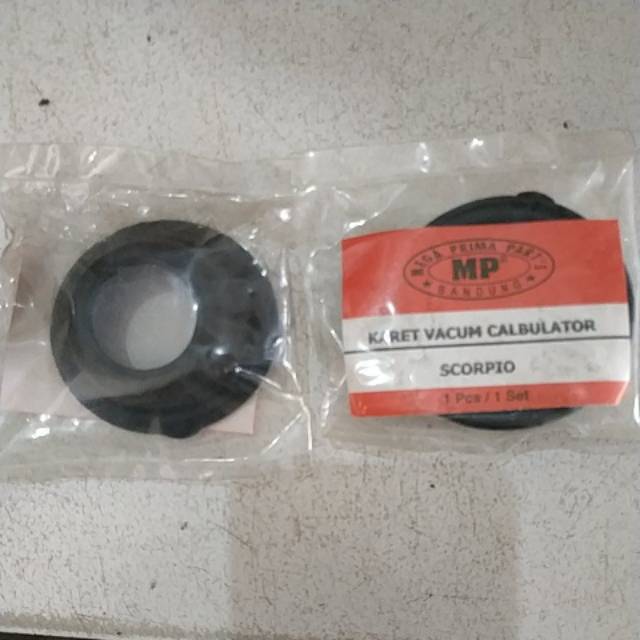 MEGA PRIMA PARTS
MP
BANDUNG
KARET VACUM CALBULATOR
SCORPIO
1 Pcs / 1 Set